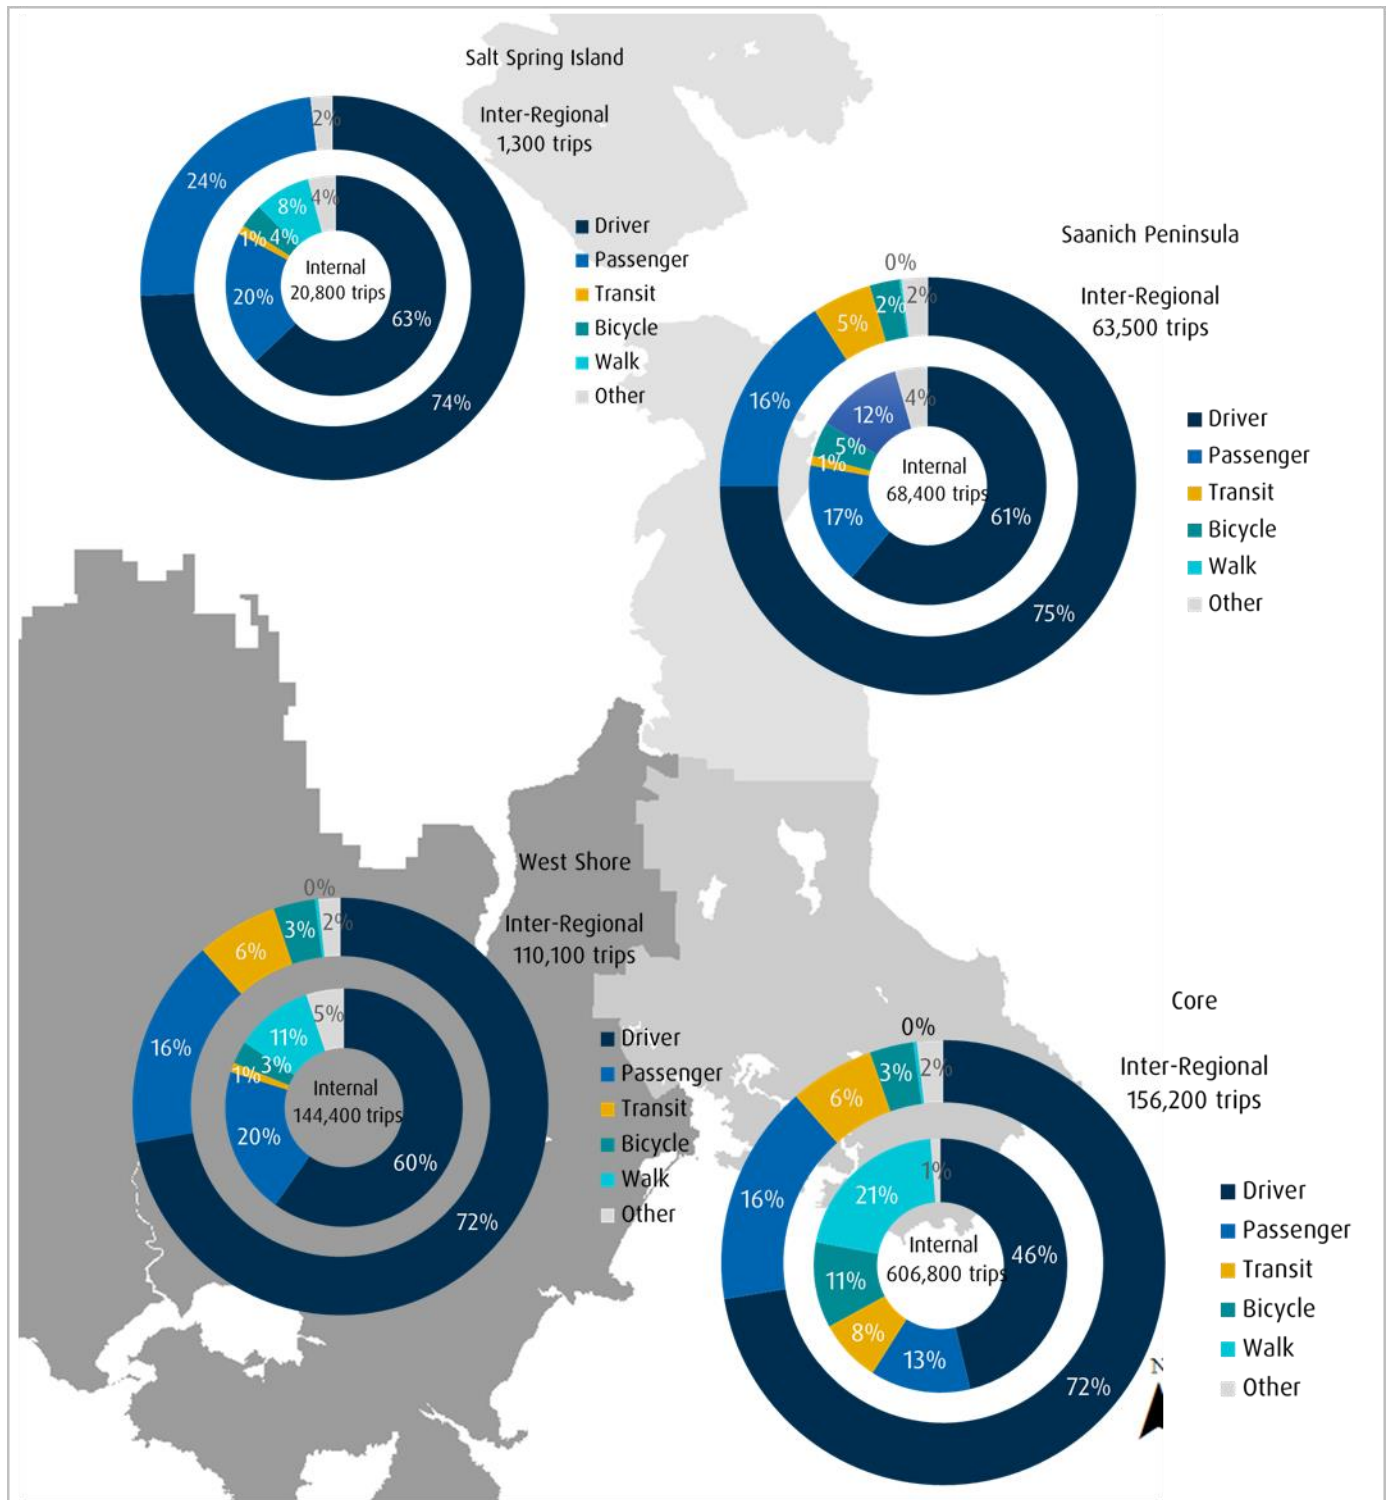 Salt Spring Island
Inter-Regional
1,300 trips
2%
24%
8%
4%
1%
4%
Internal
20,800 trips
20%
63%
74%
Driver
Passenger
Transit
Bicycle
Walk
Other
Saanich Peninsula
Inter-Regional
63,500 trips
0%
2%
2%
5%
16%
12%
4%
5%
1%
Internal
68,400 trips
17%
61%
75%
Driver
Passenger
Transit
Bicycle
Walk
Other
West Shore
Inter-Regional
110,100 trips
0%
3%
2%
6%
16%
5%
11%
3%
1%
Internal
144,400 trips
20%
60%
72%
Driver
Passenger
Transit
Bicycle
Walk
Other
Core
Inter-Regional
156,200 trips
0%
3%
2%
6%
16%
1%
21%
Internal
606,800 trips
46%
11%
8%
13%
72%
Driver
Passenger
Transit
Bicycle
Walk
Other
N